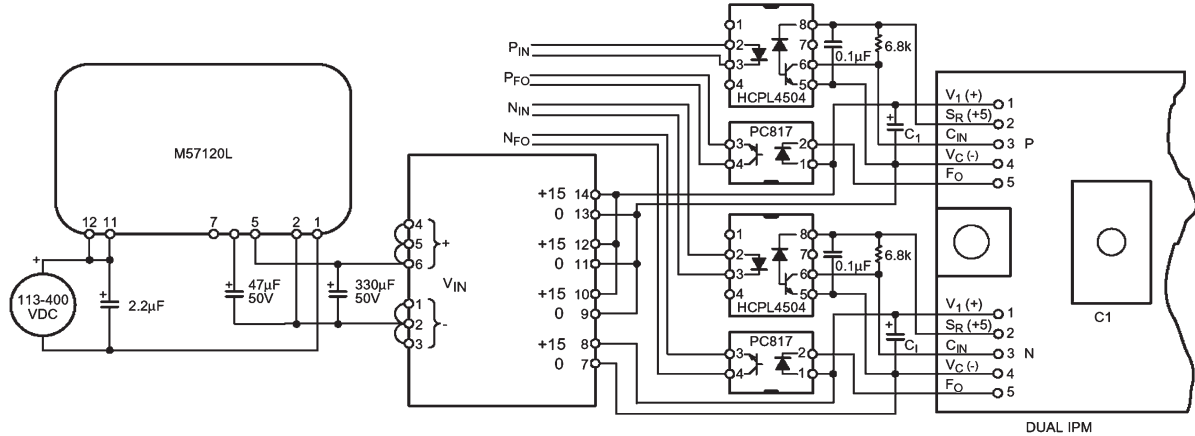 M57120L
12 11 7 5 2 1
+
113-400
VDC
+
2.2µF
+
47µF
50V
+
330µF
50V
4
5
6
+
VIN
1
2
3
-
+15 14
0 13
+15 12
0 11
+15 10
0 9
+15 8
0 7
PIN
PFO
NIN
NFO
1 8
2 7
3 6
4 5
HCPL4504
0.1µF
6.8k
PC817
3 2
4 1
+
C1
1 8
2 7
3 6
4 5
HCPL4504
0.1µF
6.8k
PC817
3 2
4 1
+
CI
V1 (+) 1
SR (+5) 2
CIN 3 P
VC (-) 4
FO 5
V1 (+) 1
SR (+5) 2
CIN 3 N
VC (-) 4
FO 5
C1
DUAL IPM